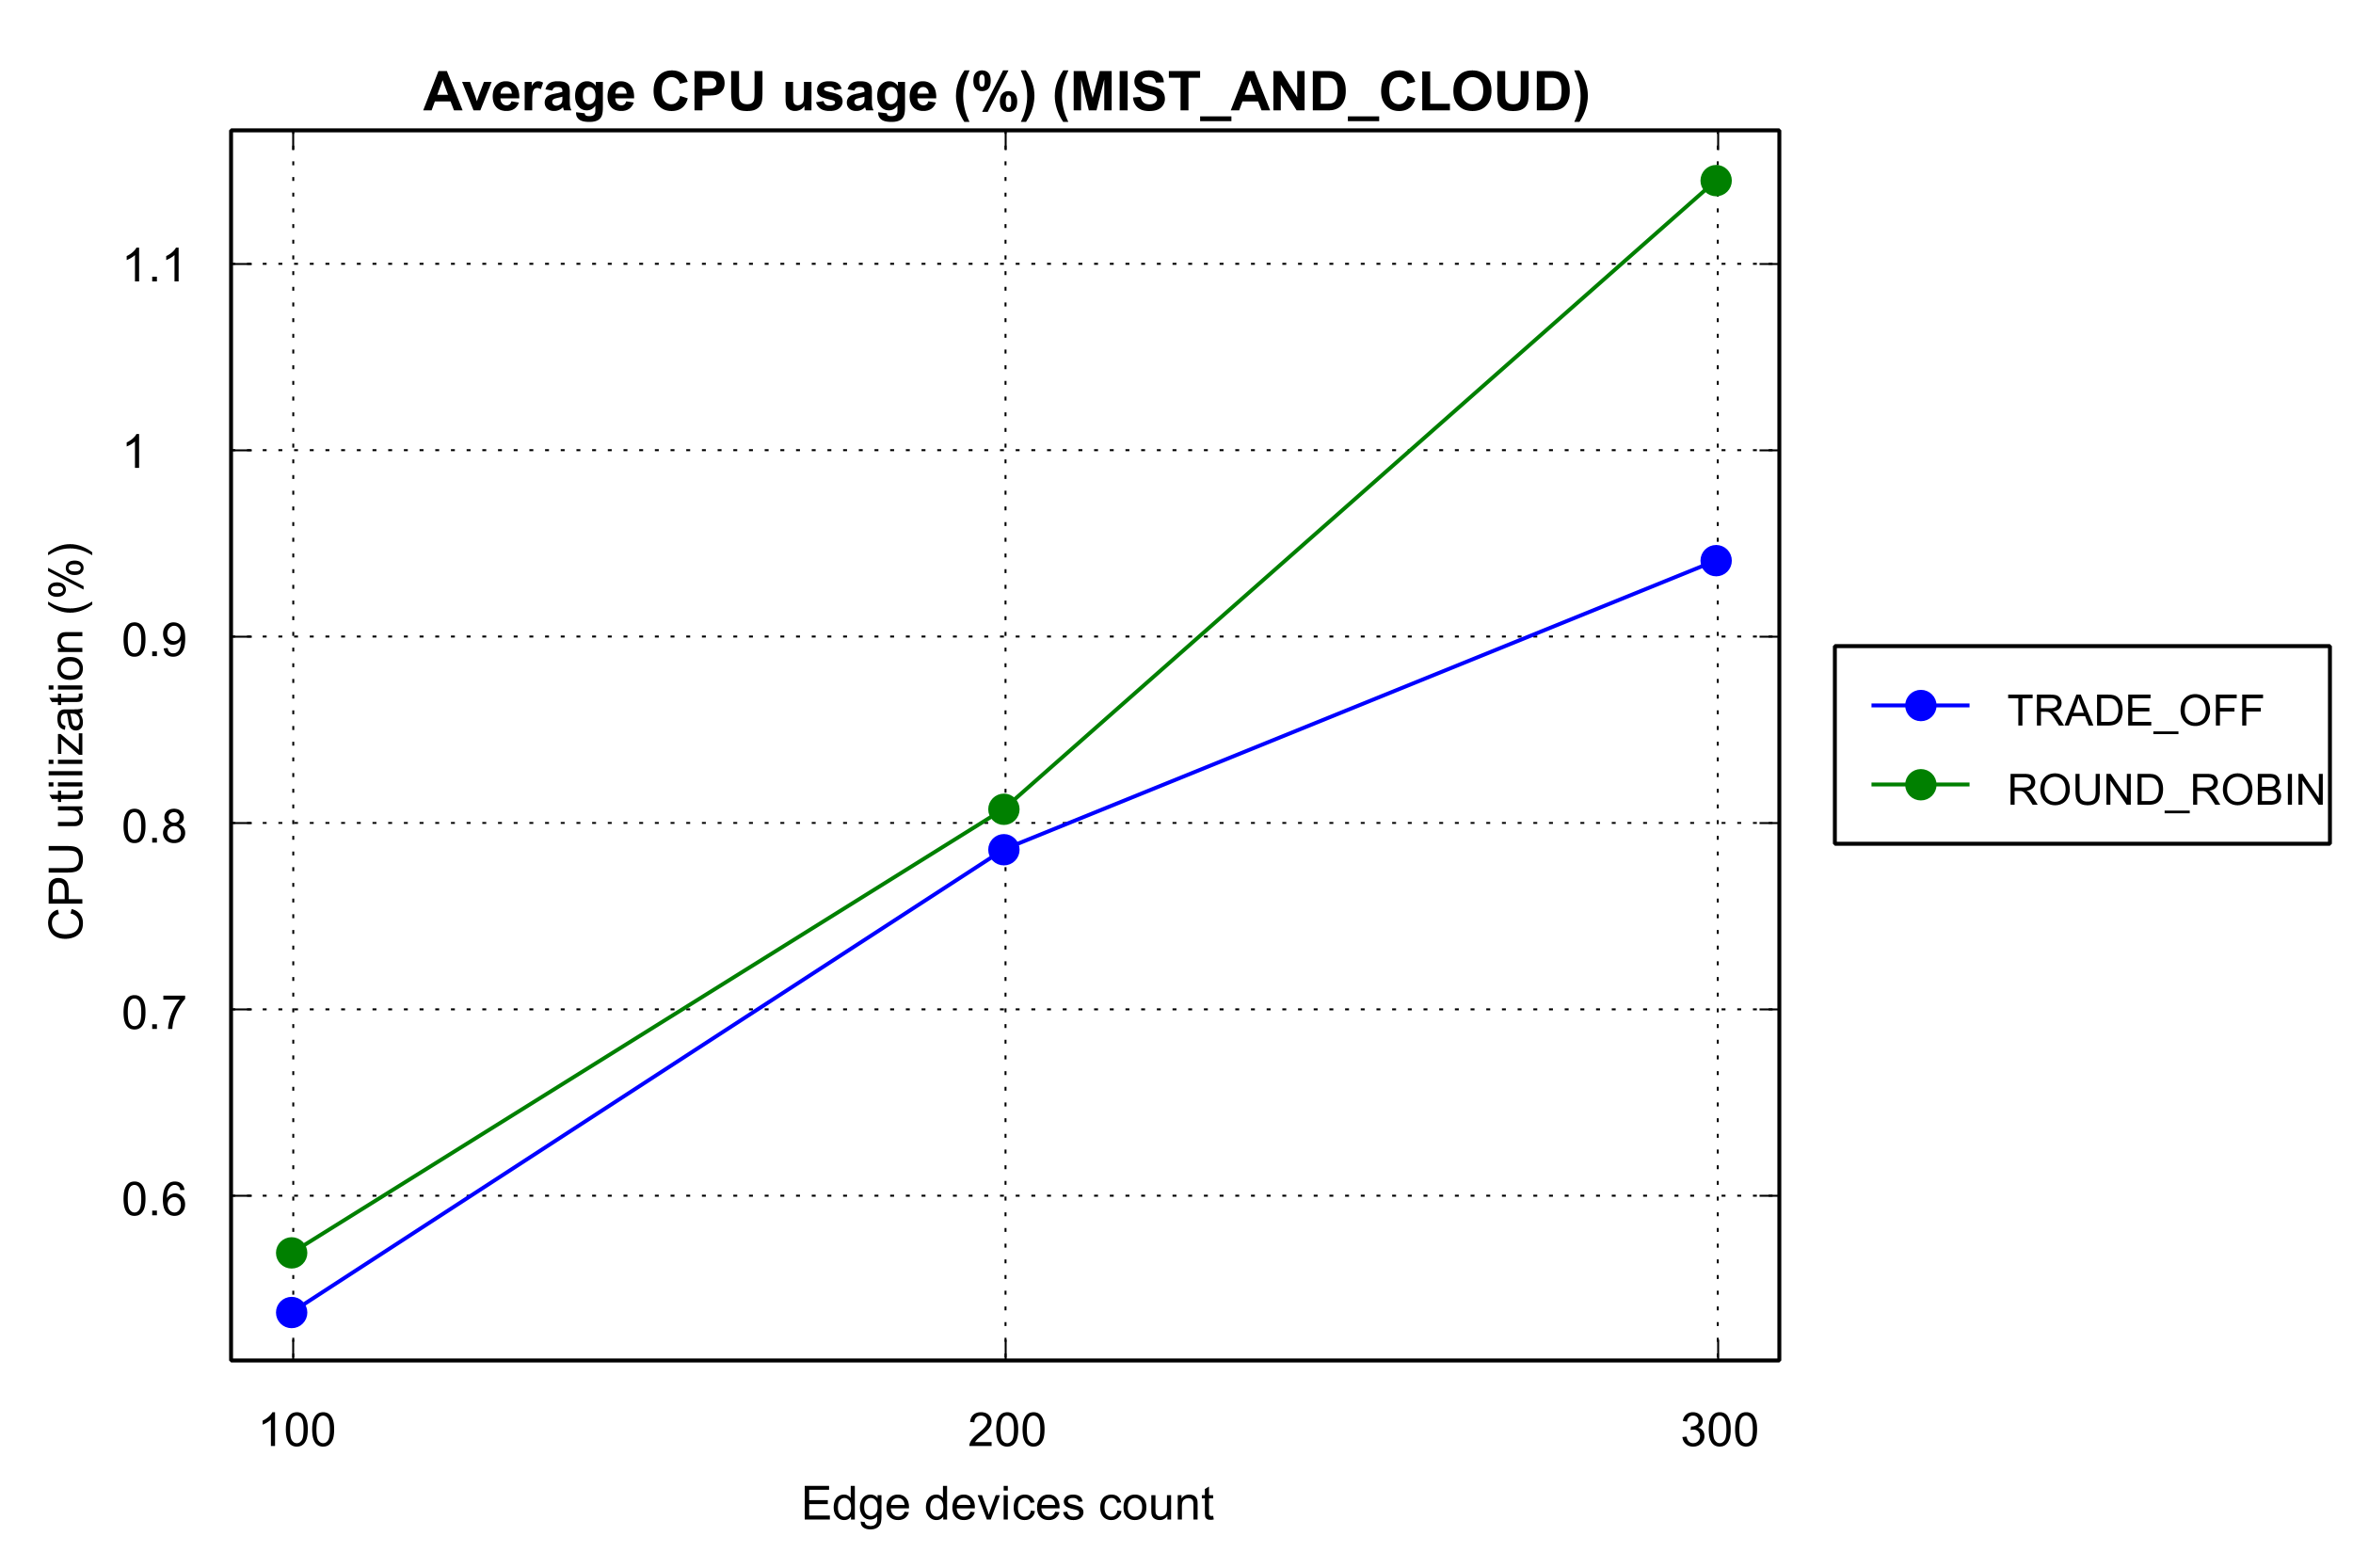 Average CPU usage (%) (MIST_AND_CLOUD)
1.1
1
0.9
0.8
0.7
0.6
CPU utilization (%)
100 200 300
Edge devices count
TRADE_OFF
ROUND_ROBIN